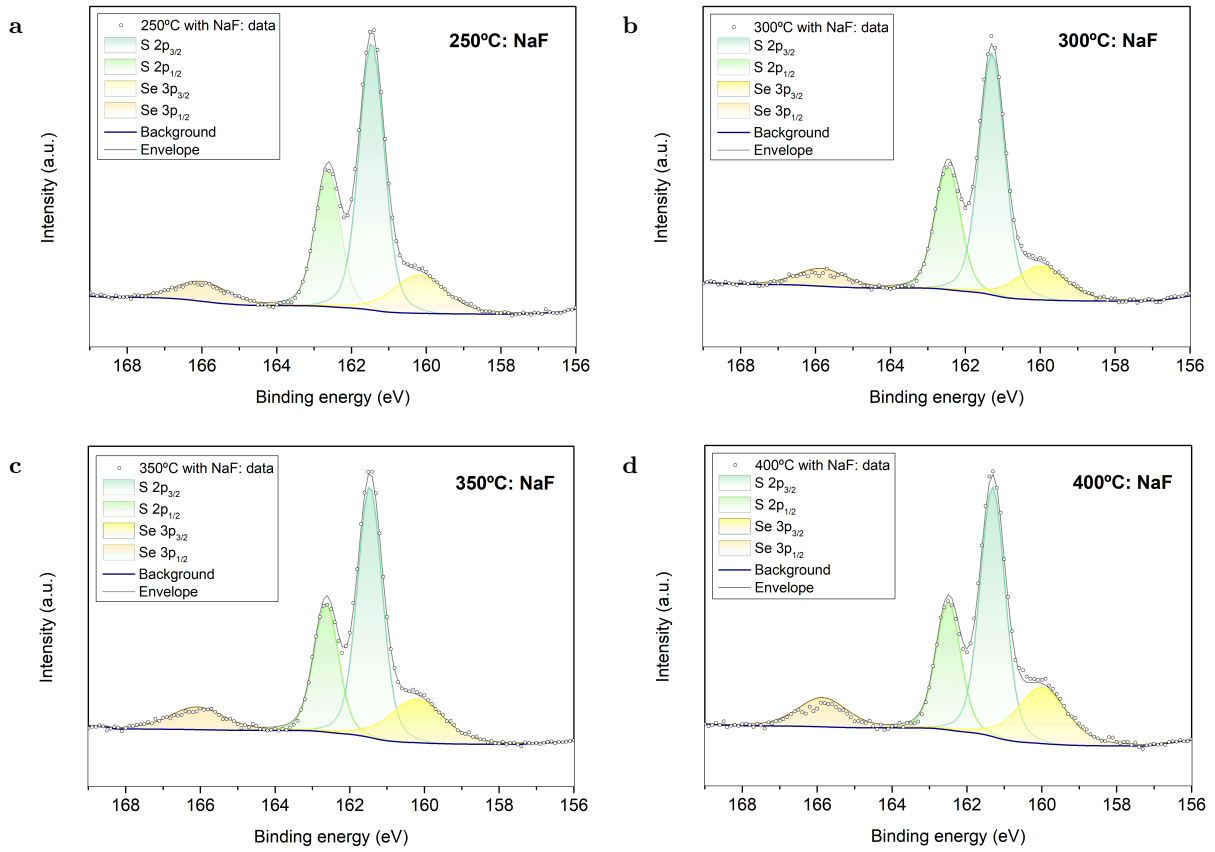 a
250ºC with NaF: data
S 2p3/2
S 2p1/2
Se 3p3/2
Se 3p1/2
Background
Envelope
250ºC: NaF
Intensity (a.u.)
168 166 164 162 160 158 156
Binding energy (eV)
b
300ºC with NaF: data
S 2p3/2
S 2p1/2
Se 3p3/2
Se 3p1/2
Background
Envelope
300ºC: NaF
Intensity (a.u.)
168 166 164 162 160 158 156
Binding energy (eV)
c
350ºC with NaF: data
S 2p3/2
S 2p1/2
Se 3p3/2
Se 3p1/2
Background
Envelope
350ºC: NaF
Intensity (a.u.)
168 166 164 162 160 158 156
Binding energy (eV)
d
400ºC with NaF: data
S 2p3/2
S 2p1/2
Se 3p3/2
Se 3p1/2
Background
Envelope
400ºC: NaF
Intensity (a.u.)
168 166 164 162 160 158 156
Binding energy (eV)